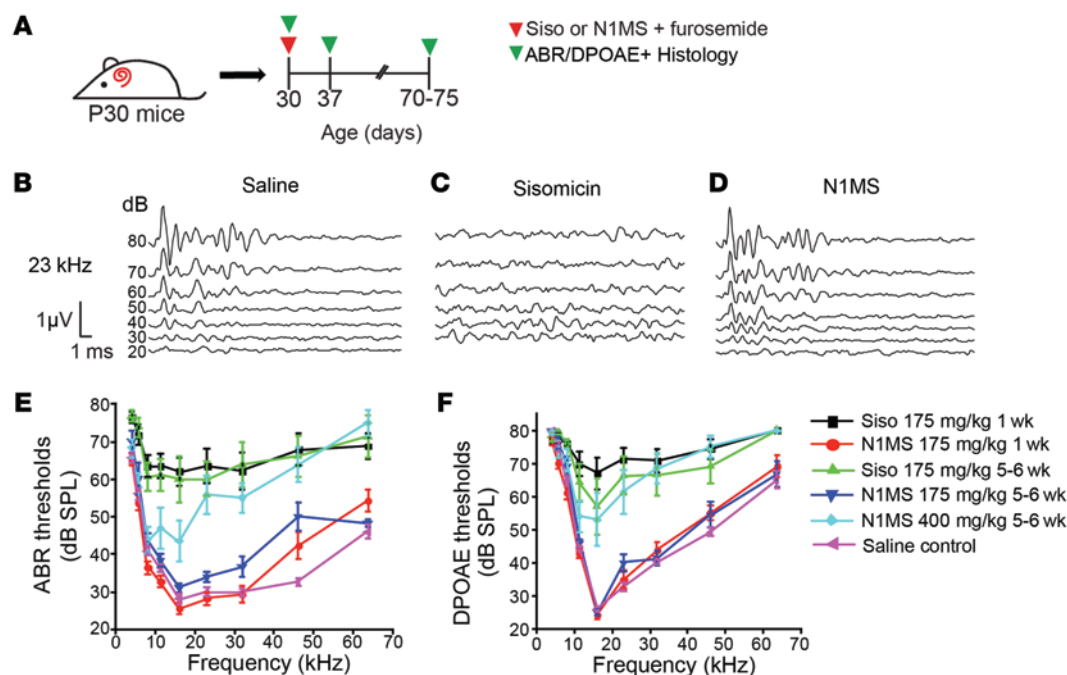 A
P30 mice
30 37 70-75
Age (days)
Siso or N1MS + furosemide
ABR/DPOAE+ Histology
B Saline
C Sisomicin
D N1MS
dB
80
70
60
50
40
30
20
23 kHz
1µV
1 ms
E
ABR thresholds
(dB SPL)
80
70
60
50
40
30
20
0 10 20 30 40 50 60 70
Frequency (kHz)
F
DPOAE thresholds
(dB SPL)
80
70
60
50
40
30
20
0 10 20 30 40 50 60 70
Frequency (kHz)
Siso 175 mg/kg 1 wk
N1MS 175 mg/kg 1 wk
Siso 175 mg/kg 5-6 wk
N1MS 175 mg/kg 5-6 wk
N1MS 400 mg/kg 5-6 wk
Saline control